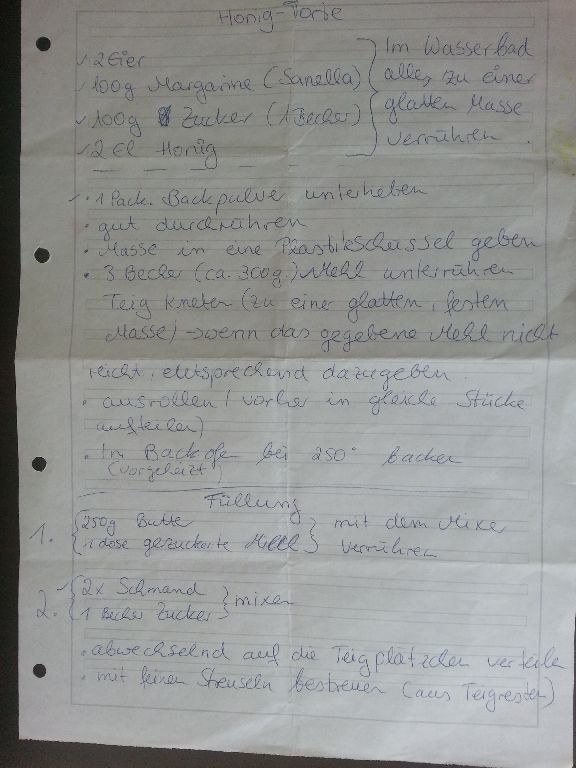 Honig-Torte
✓ 2 Eier
✓ 100g Margarine (Sanella)
✓ 100g Zucker (1 Becher)
✓ 2 El Honig
Im Wasserbad
alles zu einer
glatten Masse
verrühren.
✓ • 1 Pack. Backpulver unterheben
• gut durchrühren
• Masse in eine Plastikschüssel geben
• 3 Becher (ca. 300g) Mehl unterrühren
Teig kneten (zu einer glatten, festen
Masse) → wenn das gegebene Mehl nicht
reicht, entsprechend dazugeben.
• ausrollen (vorher in gleiche Stücke
aufteilen)
• Im Backofen bei 250° backen
(vorgeheizt)
Füllung
1. {250g Butter
{1 dose gezuckerte Milch} mit dem Mixer
verrühren
2. {2x Schmand
{1 Becher Zucker} mixen
• abwechselnd auf die Teigplätzchen verteilen
• mit feinen Streuseln bestreuen (aus Teigresten)